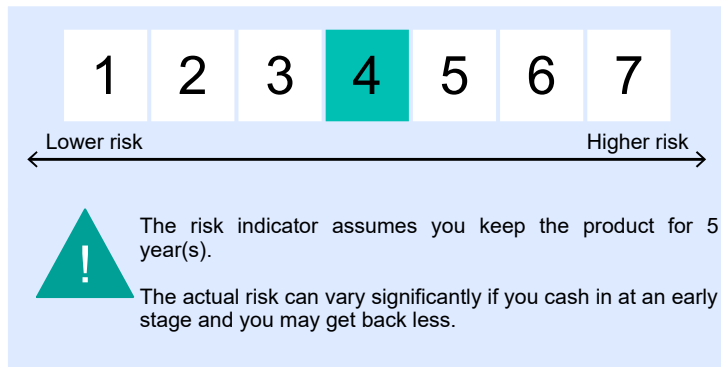 1 2 3 4 5 6 7
Lower risk Higher risk
!
The risk indicator assumes you keep the product for 5
year(s).
The actual risk can vary significantly if you cash in at an early
stage and you may get back less.